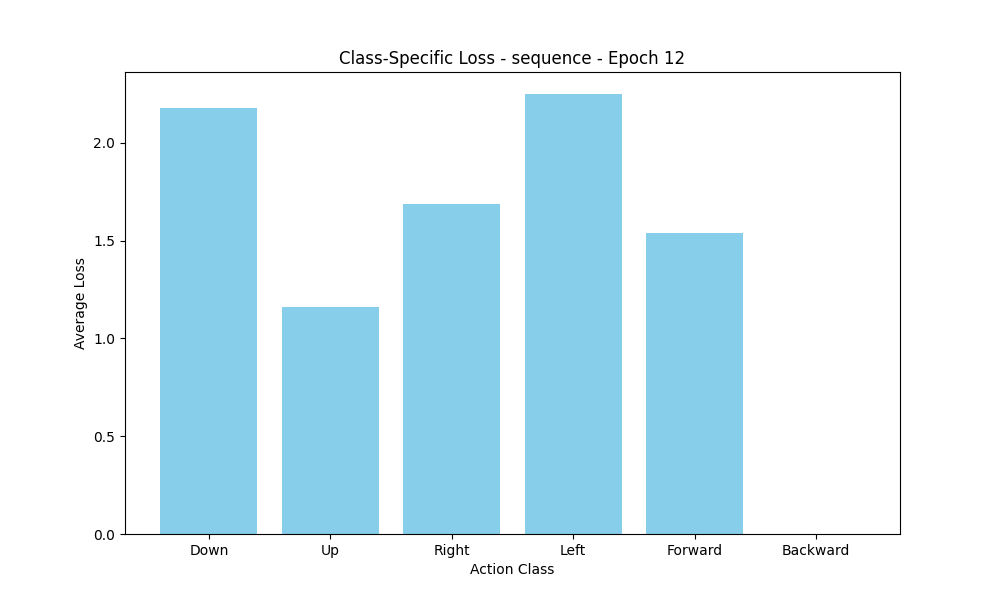 Class-Specific Loss - sequence - Epoch 12
Average Loss
2.0
1.5
1.0
0.5
0.0
Down Up Right Left Forward Backward
Action Class